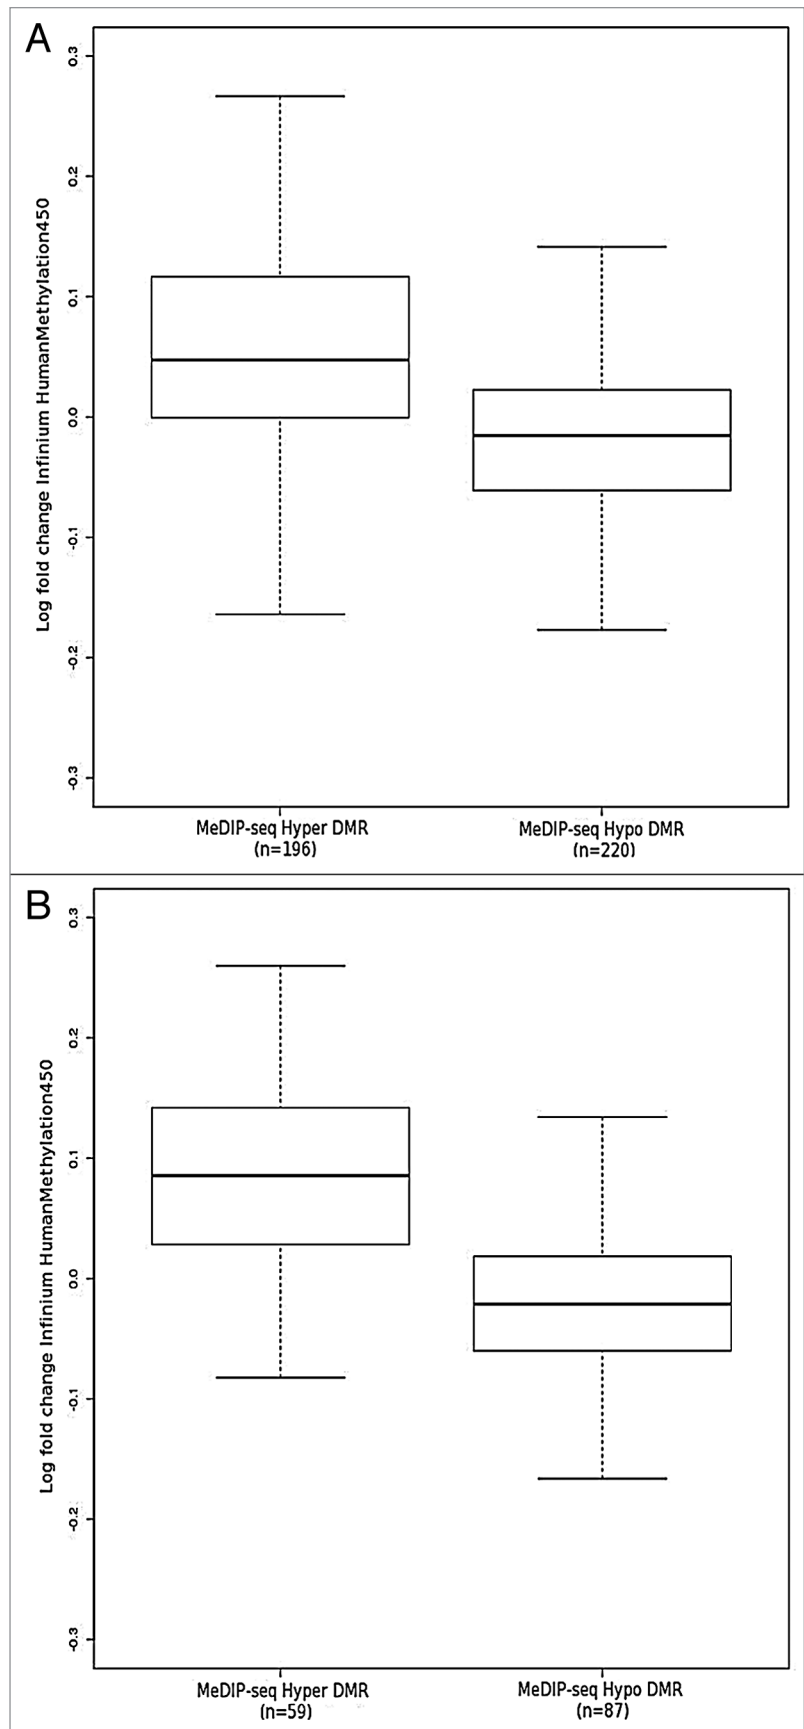 A
Log fold change Infinium HumanMethylation450
0.3
0.2
0.1
0.0
-0.1
-0.2
-0.3
MeDIP-seq Hyper DMR
(n=196)
MeDIP-seq Hypo DMR
(n=220)
B
Log fold change Infinium HumanMethylation450
0.3
0.2
0.1
0.0
-0.1
-0.2
-0.3
MeDIP-seq Hyper DMR
(n=59)
MeDIP-seq Hypo DMR
(n=87)